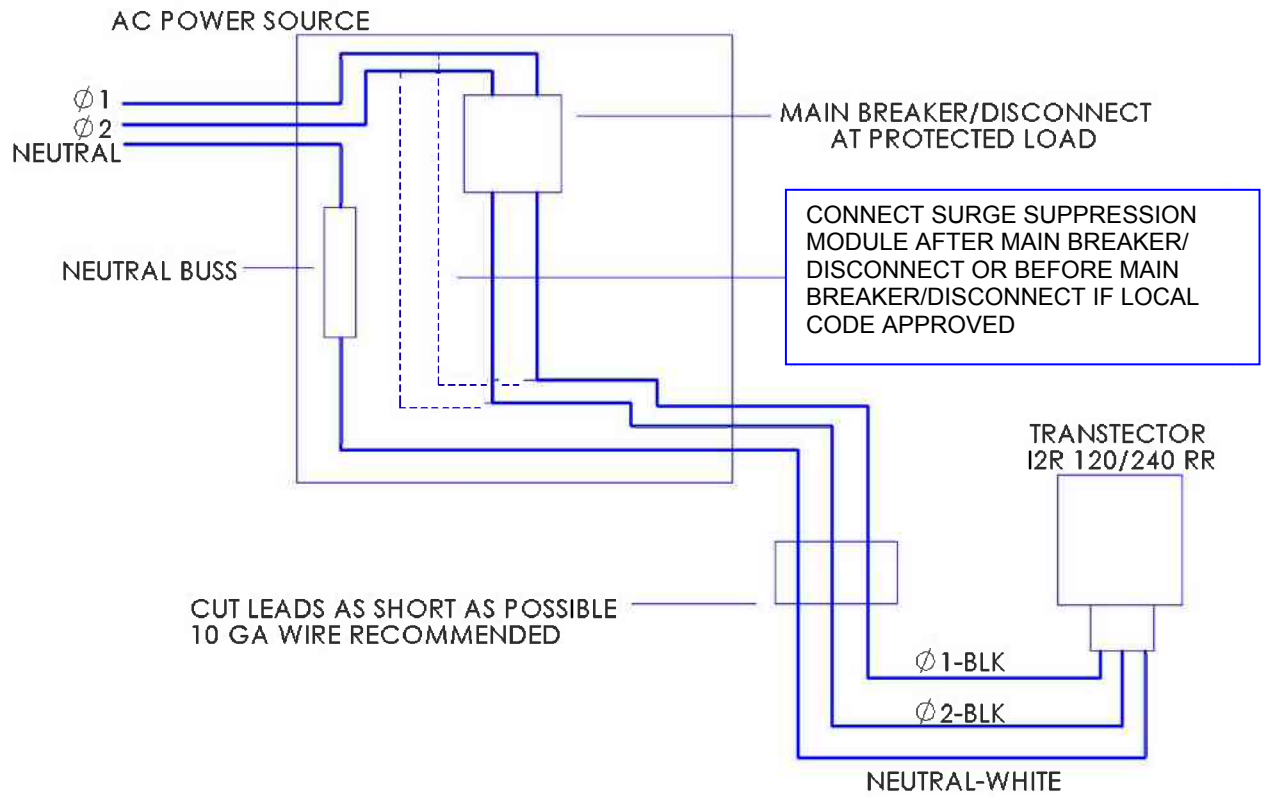 AC POWER SOURCE
∅1
∅2
NEUTRAL
MAIN BREAKER/DISCONNECT
AT PROTECTED LOAD
CONNECT SURGE SUPPRESSION
MODULE AFTER MAIN BREAKER/
DISCONNECT OR BEFORE MAIN
BREAKER/DISCONNECT IF LOCAL
CODE APPROVED
NEUTRAL BUSS
TRANSTECTOR
I2R 120/240 RR
CUT LEADS AS SHORT AS POSSIBLE
10 GA WIRE RECOMMENDED
∅1-BLK
∅2-BLK
NEUTRAL-WHITE